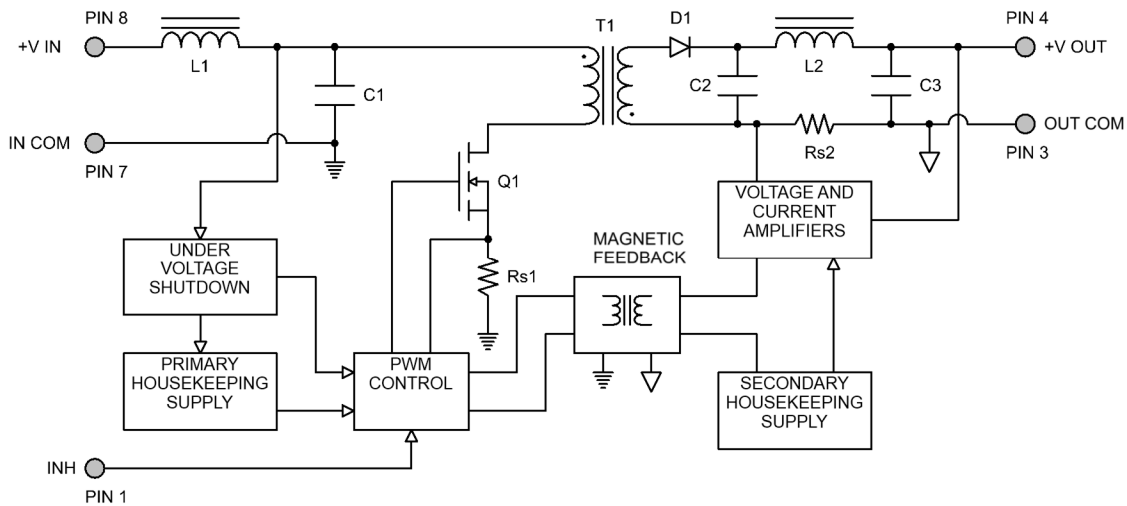 PIN 8
+V IN
L1
C1
IN COM
PIN 7
T1
D1
C2
L2
C3
PIN 4
+V OUT
OUT COM
PIN 3
Rs2
Q1
Rs1
UNDER
VOLTAGE
SHUTDOWN
PRIMARY
HOUSEKEEPING
SUPPLY
PWM
CONTROL
MAGNETIC
FEEDBACK
VOLTAGE AND
CURRENT
AMPLIFIERS
SECONDARY
HOUSEKEEPING
SUPPLY
INH
PIN 1